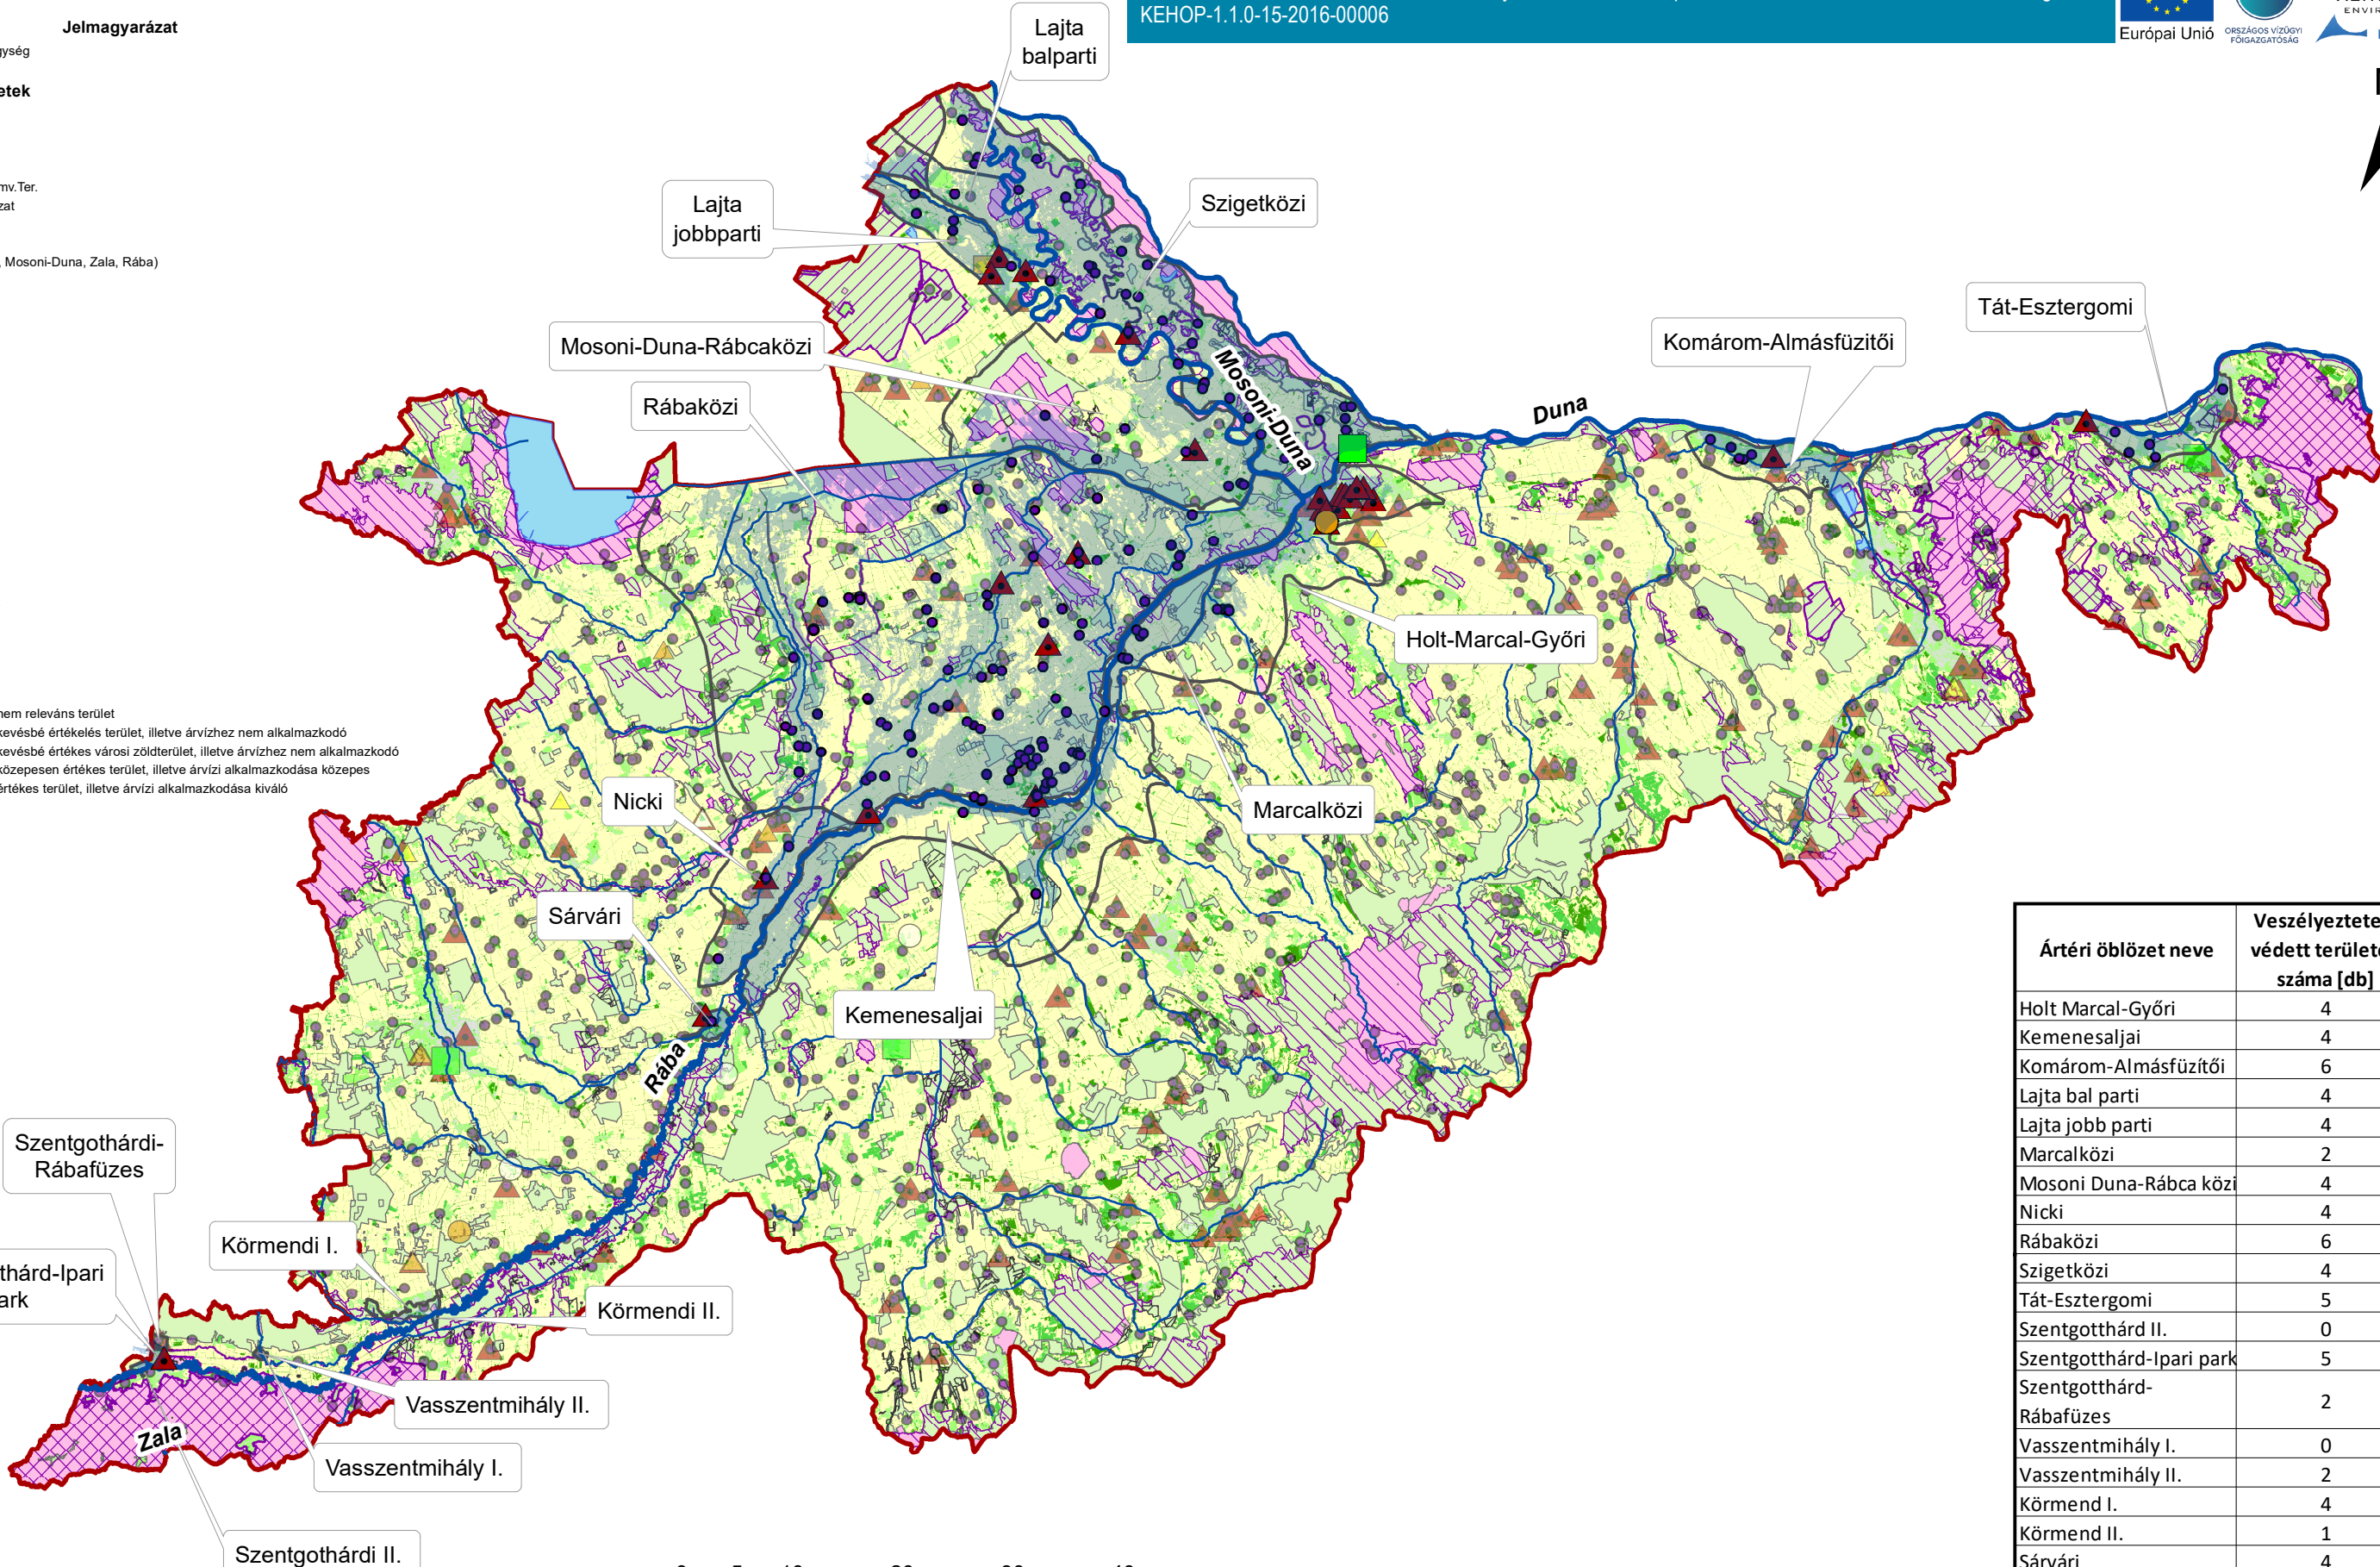 Jelmagyarázat
KEHOP-1.1.0-15-2016-00006
Európai Unió
ORSZÁGOS VÍZÜGYI
FŐIGAZGATÓSÁG
mv.Ter.
, Mosoni-Duna, Zala, Rába)
nem releváns terület
kevésbé értékelés terület, illetve árvízhez nem alkalmazkodó
kevésbé értékes városi zöldterület, illetve árvízhez nem alkalmazkodó
közepesen értékes terület, illetve árvízi alkalmazkodása közepes
értékes terület, illetve árvízi alkalmazkodása kiváló
Lajta
balparti
Lajta
jobbparti
Szigetközi
Mosoni-Duna-Rábcaközi
Rábaközi
Komárom-Almásfüzitői
Tát-Esztergomi
Mosoni-Duna
Duna
Holt-Marcal-Győri
Marcalközi
Nicki
Sárvári
Kemenesaljai
Rába
Szentgothárdi-
Rábafüzes
Körmendi I.
thárd-Ipari
ark
Körmendi II.
Vasszentmihály II.
Zala
Vasszentmihály I.
Szentgothárdi II.
Ártéri öblözet neve
védett terület
száma [db]
Holt Marcal-Győri 4
Kemenesaljai 4
Komárom-Almásfüzítői 6
Lajta bal parti 4
Lajta jobb parti 4
Marcalközi 2
Mosoni Duna-Rábca közi 4
Nicki 4
Rábaközi 6
Szigetközi 4
Tát-Esztergomi 5
Szentgotthárd II. 0
Szentgotthárd-Ipari park 5
Szentgotthárd-
Rábafüzes 2
Vasszentmihály I. 0
Vasszentmihály II. 2
Körmend I. 4
Körmend II. 1
Sárvári 4